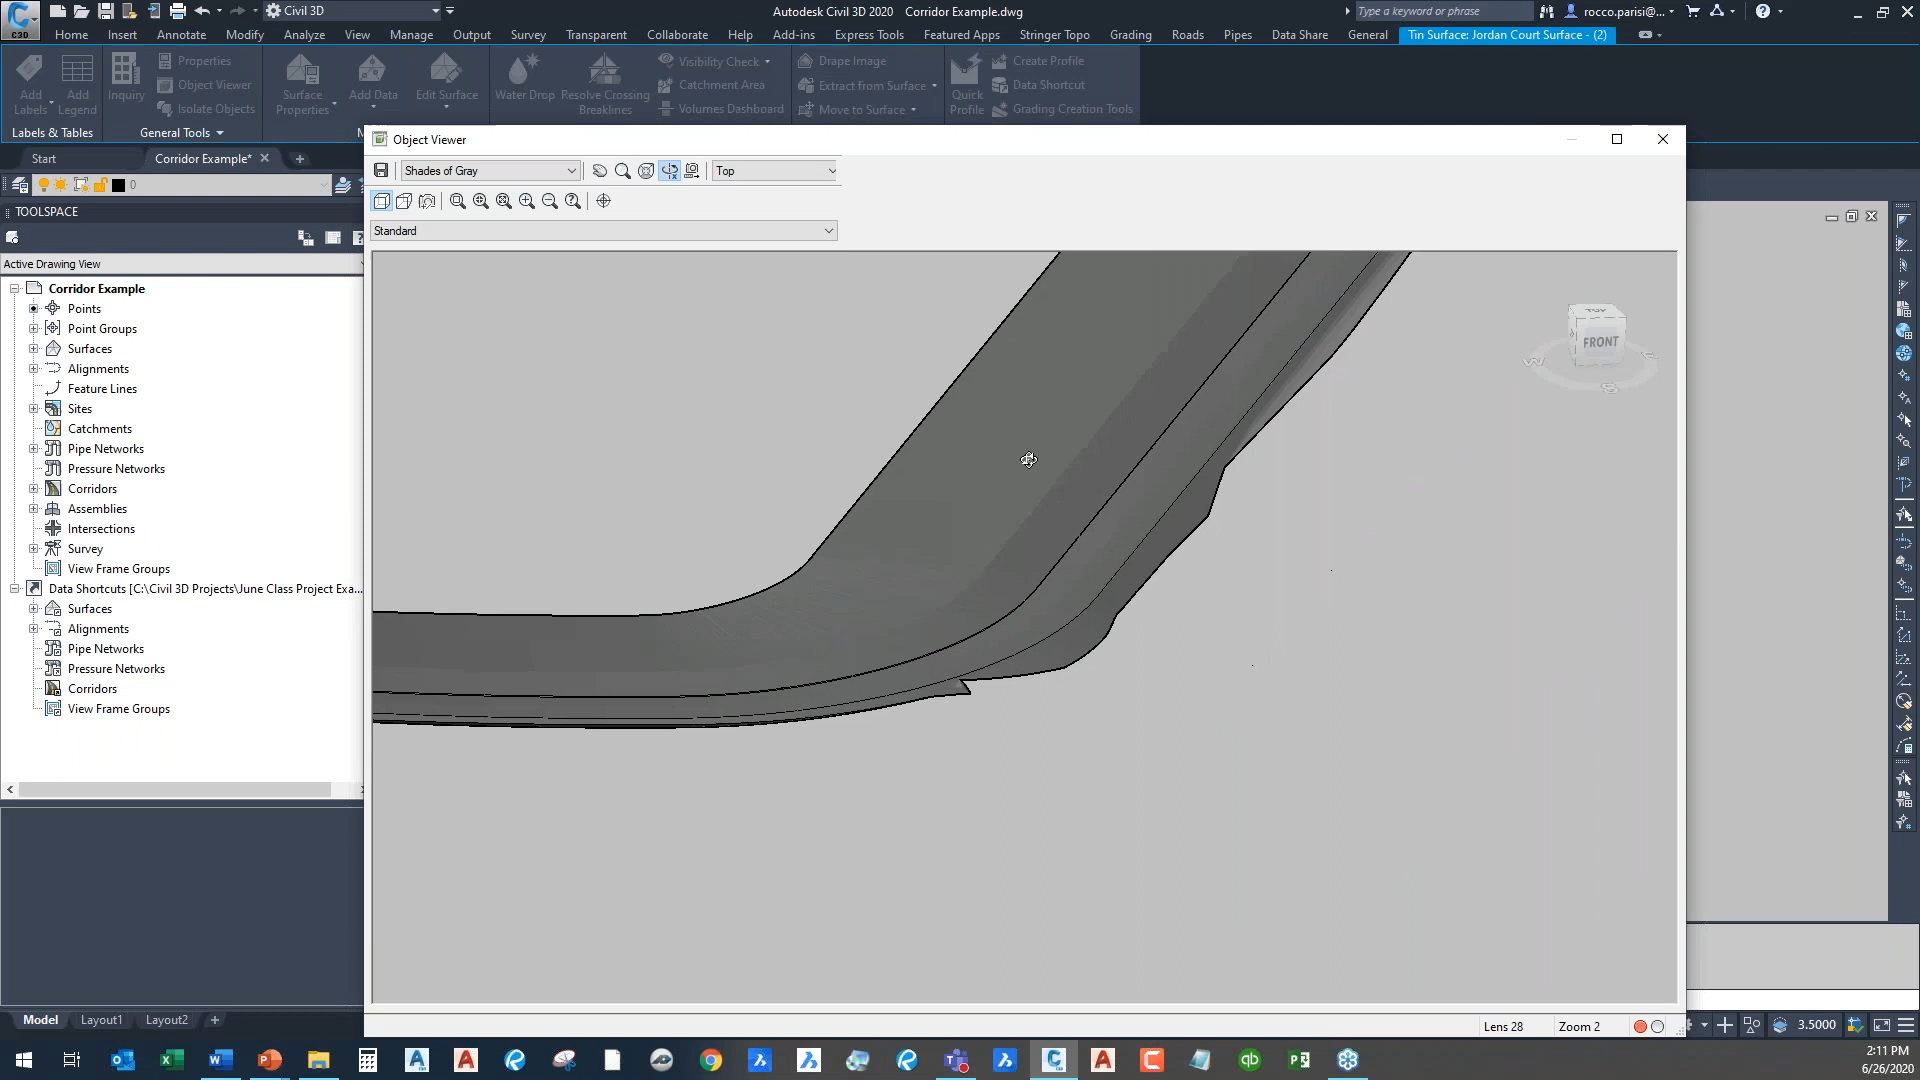 Civil 3D
Autodesk Civil 3D 2020 Corridor Example.dwg
Type a keyword or phrase
rocco.parisi@...
C3D
Home Insert Annotate Modify Analyze View Manage Output Survey Transparent Collaborate Help Add-ins Express Tools Featured Apps Stringer Topo Grading Roads Pipes Data Share General Tin Surface: Jordan Court Surface - (2)
Add Labels
Add Legend
Inquiry
Properties
Object Viewer
Isolate Objects
Surface Properties
Add Data
Edit Surface
Water Drop
Resolve Crossing Breaklines
Visibility Check
Catchment Area
Volumes Dashboard
Drape Image
Extract from Surface
Move to Surface
Quick Profile
Create Profile
Data Shortcut
Grading Creation Tools
Labels & Tables
General Tools
Start
Corridor Example*
0
TOOLSPACE
Active Drawing View
Corridor Example
Points
Point Groups
Surfaces
Alignments
Feature Lines
Sites
Catchments
Pipe Networks
Pressure Networks
Corridors
Assemblies
Intersections
Survey
View Frame Groups
Data Shortcuts [C:\Civil 3D Projects\June Class Project Exa...
Surfaces
Alignments
Pipe Networks
Pressure Networks
Corridors
View Frame Groups
Object Viewer
Shades of Gray
Top
Standard
TOP
FRONT
W
S
Lens 28
Zoom 2
Model Layout1 Layout2
3.5000
2:11 PM
6/26/2020